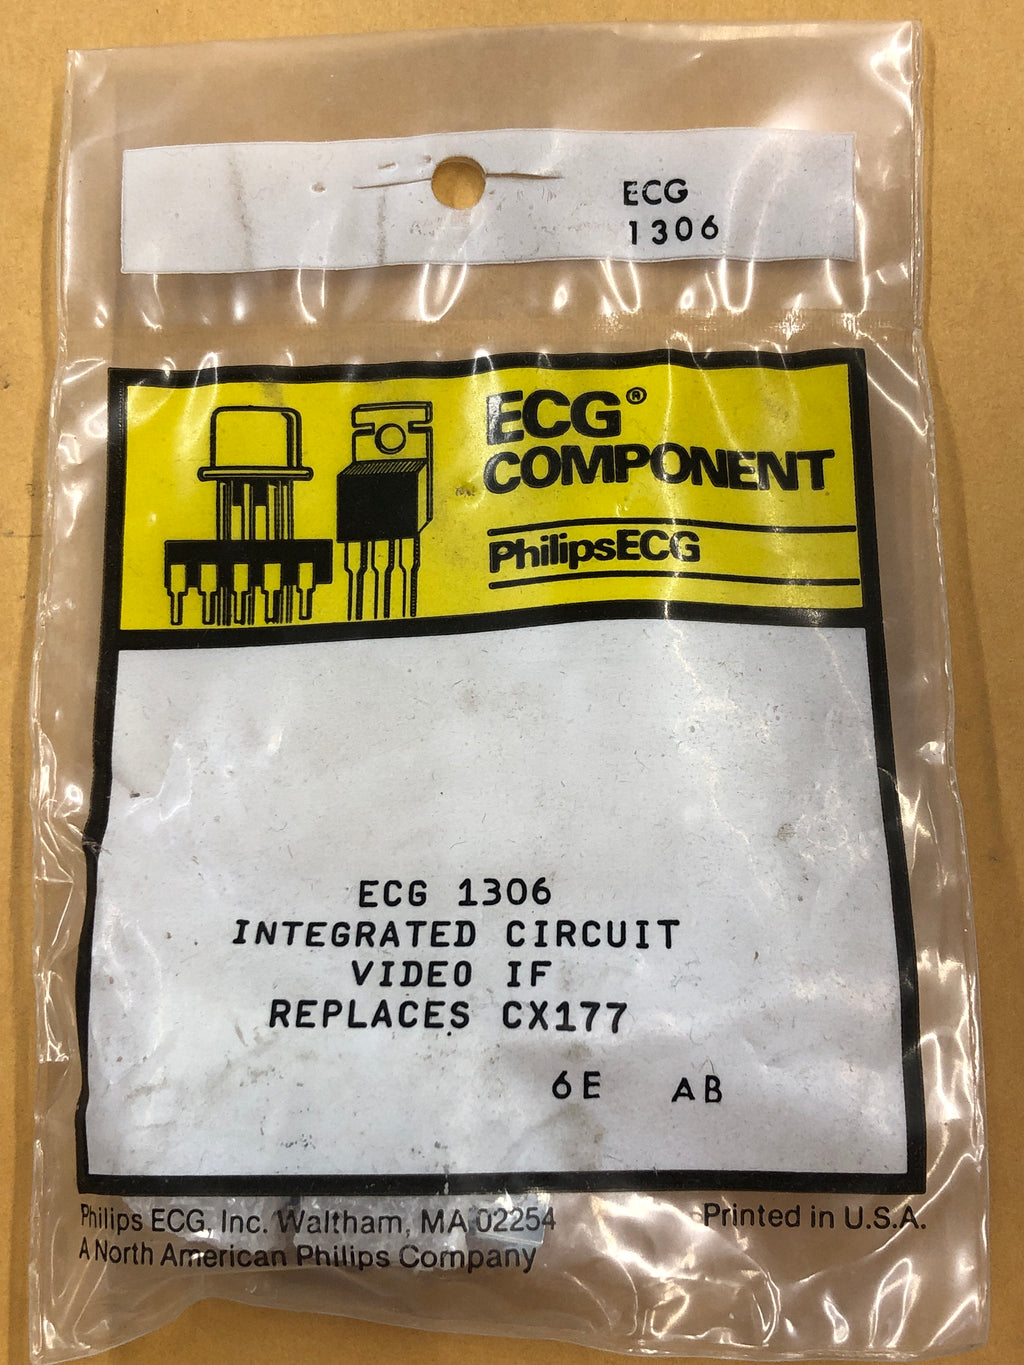 ECG
1306
ECG®
COMPONENT
PhilipsECG
ECG 1306
INTEGRATED CIRCUIT
VIDEO IF
REPLACES CX177
6E AB
Philips ECG, Inc. Waltham, MA 02254
Printed in U.S.A.
A North American Philips Company